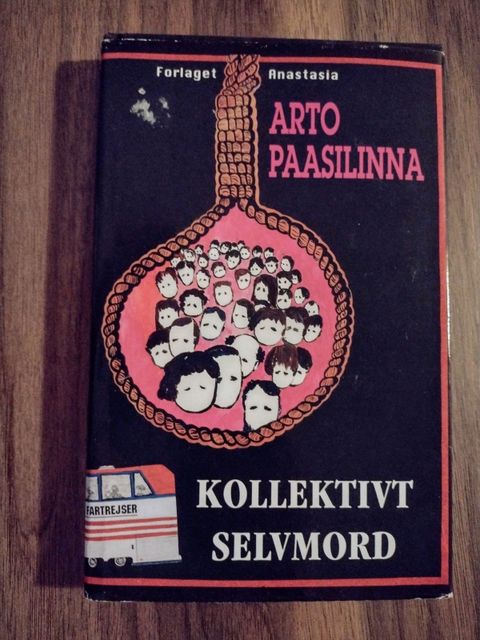 Forlaget Anastasia
ARTO
PAASILINNA
FARTREJSER
KOLLEKTIVT
SELVMORD